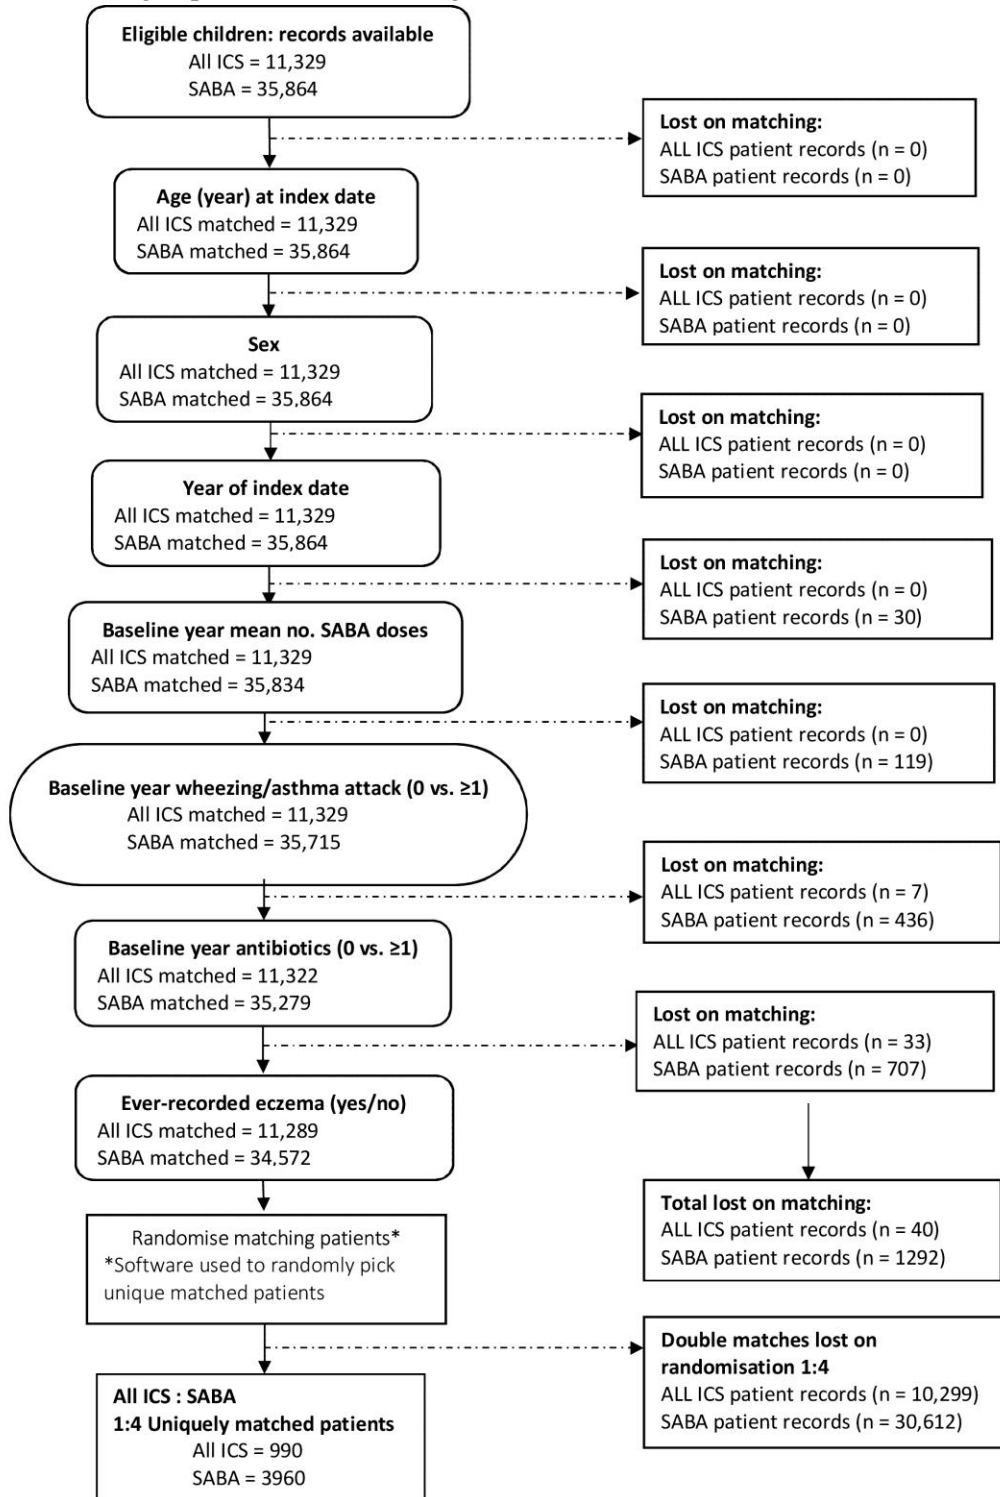 Eligible children: records available
All ICS = 11,329
SABA = 35,864
Lost on matching:
ALL ICS patient records (n = 0)
SABA patient records (n = 0)
Age (year) at index date
All ICS matched = 11,329
SABA matched = 35,864
Lost on matching:
ALL ICS patient records (n = 0)
SABA patient records (n = 0)
Sex
All ICS matched = 11,329
SABA matched = 35,864
Lost on matching:
ALL ICS patient records (n = 0)
SABA patient records (n = 0)
Year of index date
All ICS matched = 11,329
SABA matched = 35,864
Lost on matching:
ALL ICS patient records (n = 0)
SABA patient records (n = 30)
Baseline year mean no. SABA doses
All ICS matched = 11,329
SABA matched = 35,834
Lost on matching:
ALL ICS patient records (n = 0)
SABA patient records (n = 119)
Baseline year wheezing/asthma attack (0 vs. ≥1)
All ICS matched = 11,329
SABA matched = 35,715
Lost on matching:
ALL ICS patient records (n = 7)
SABA patient records (n = 436)
Baseline year antibiotics (0 vs. ≥1)
All ICS matched = 11,322
SABA matched = 35,279
Lost on matching:
ALL ICS patient records (n = 33)
SABA patient records (n = 707)
Ever-recorded eczema (yes/no)
All ICS matched = 11,289
SABA matched = 34,572
Total lost on matching:
ALL ICS patient records (n = 40)
SABA patient records (n = 1292)
Randomise matching patients*
*Software used to randomly pick
unique matched patients
Double matches lost on
randomisation 1:4
ALL ICS patient records (n = 10,299)
SABA patient records (n = 30,612)
All ICS : SABA
1:4 Uniquely matched patients
All ICS = 990
SABA = 3960